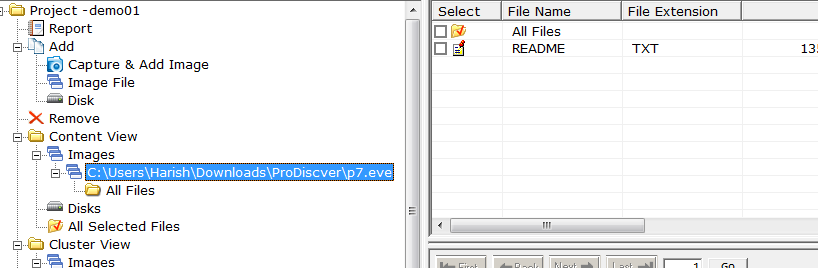 Project -demo01
Report
Add
Capture & Add Image
Image File
Disk
Remove
Content View
Images
C:\Users\Harish\Downloads\ProDiscver\p7.eve
All Files
Disks
All Selected Files
Cluster View
Images
Select File Name File Extension
All Files
README TXT 135
First Back Next Last 1 Go